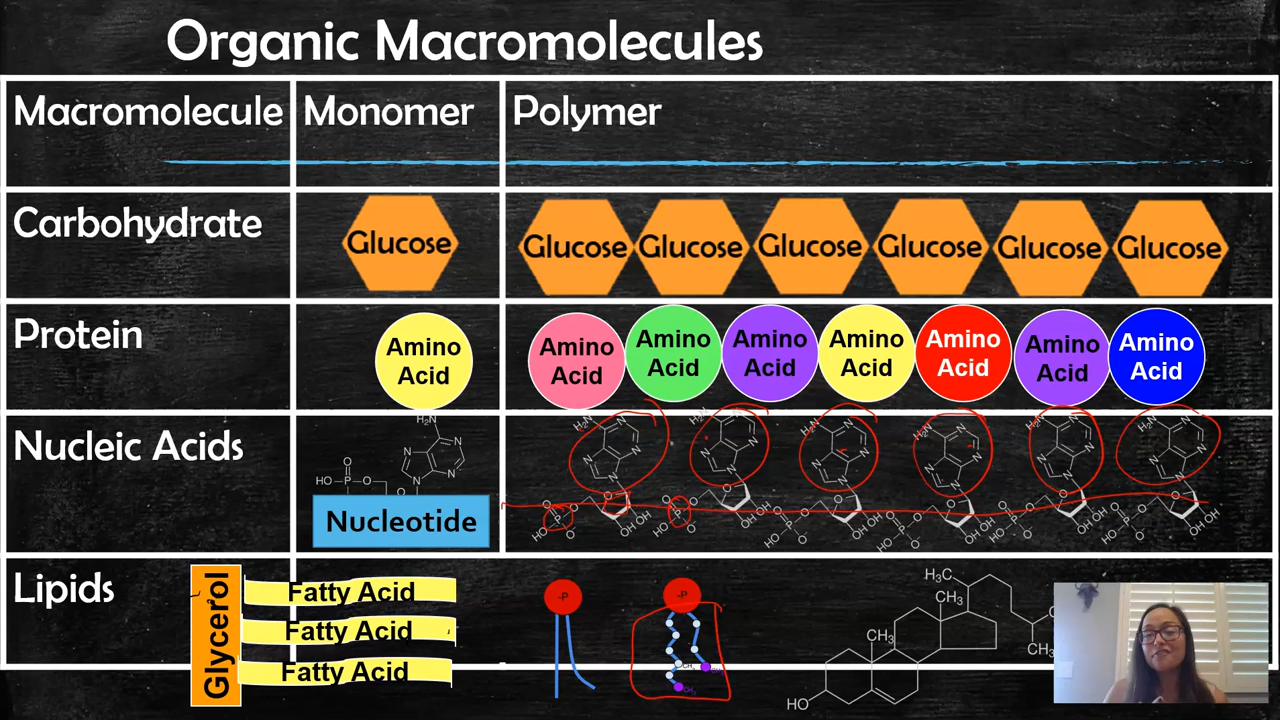 Organic Macromolecules
Macromolecule Monomer Polymer
Carbohydrate Glucose Glucose Glucose Glucose Glucose Glucose Glucose
Protein
Amino Acid
Amino Acid
Amino Acid
Amino Acid
Amino Acid
Amino Acid
Amino Acid
Amino Acid
Nucleic Acids
H₂N
N
N
N
N
O
HO P
O
Nucleotide
Lipids
Glycerol
Fatty Acid
Fatty Acid
Fatty Acid
-P
-P
CH₃
H₃C
CH₃
CH₃
CH₃
HO